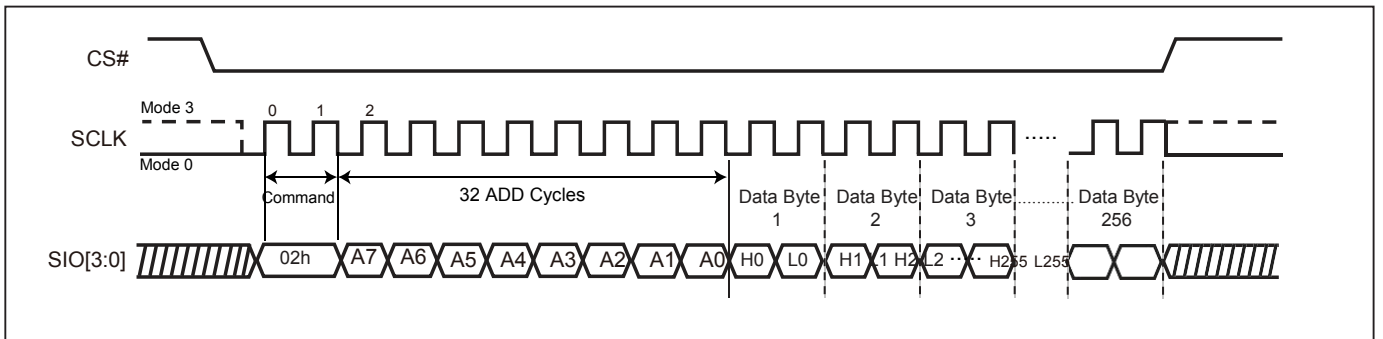 CS#
Mode 3
0 1 2
SCLK
.....
Mode 0
Command
32 ADD Cycles
Data Byte 1
Data Byte 2
Data Byte 3
............
Data Byte 256
SIO[3:0]
02h
A7 A6 A5 A4 A3 A2 A1 A0 H0 L0 H1 L1 H2 L2 ..... H255 L255